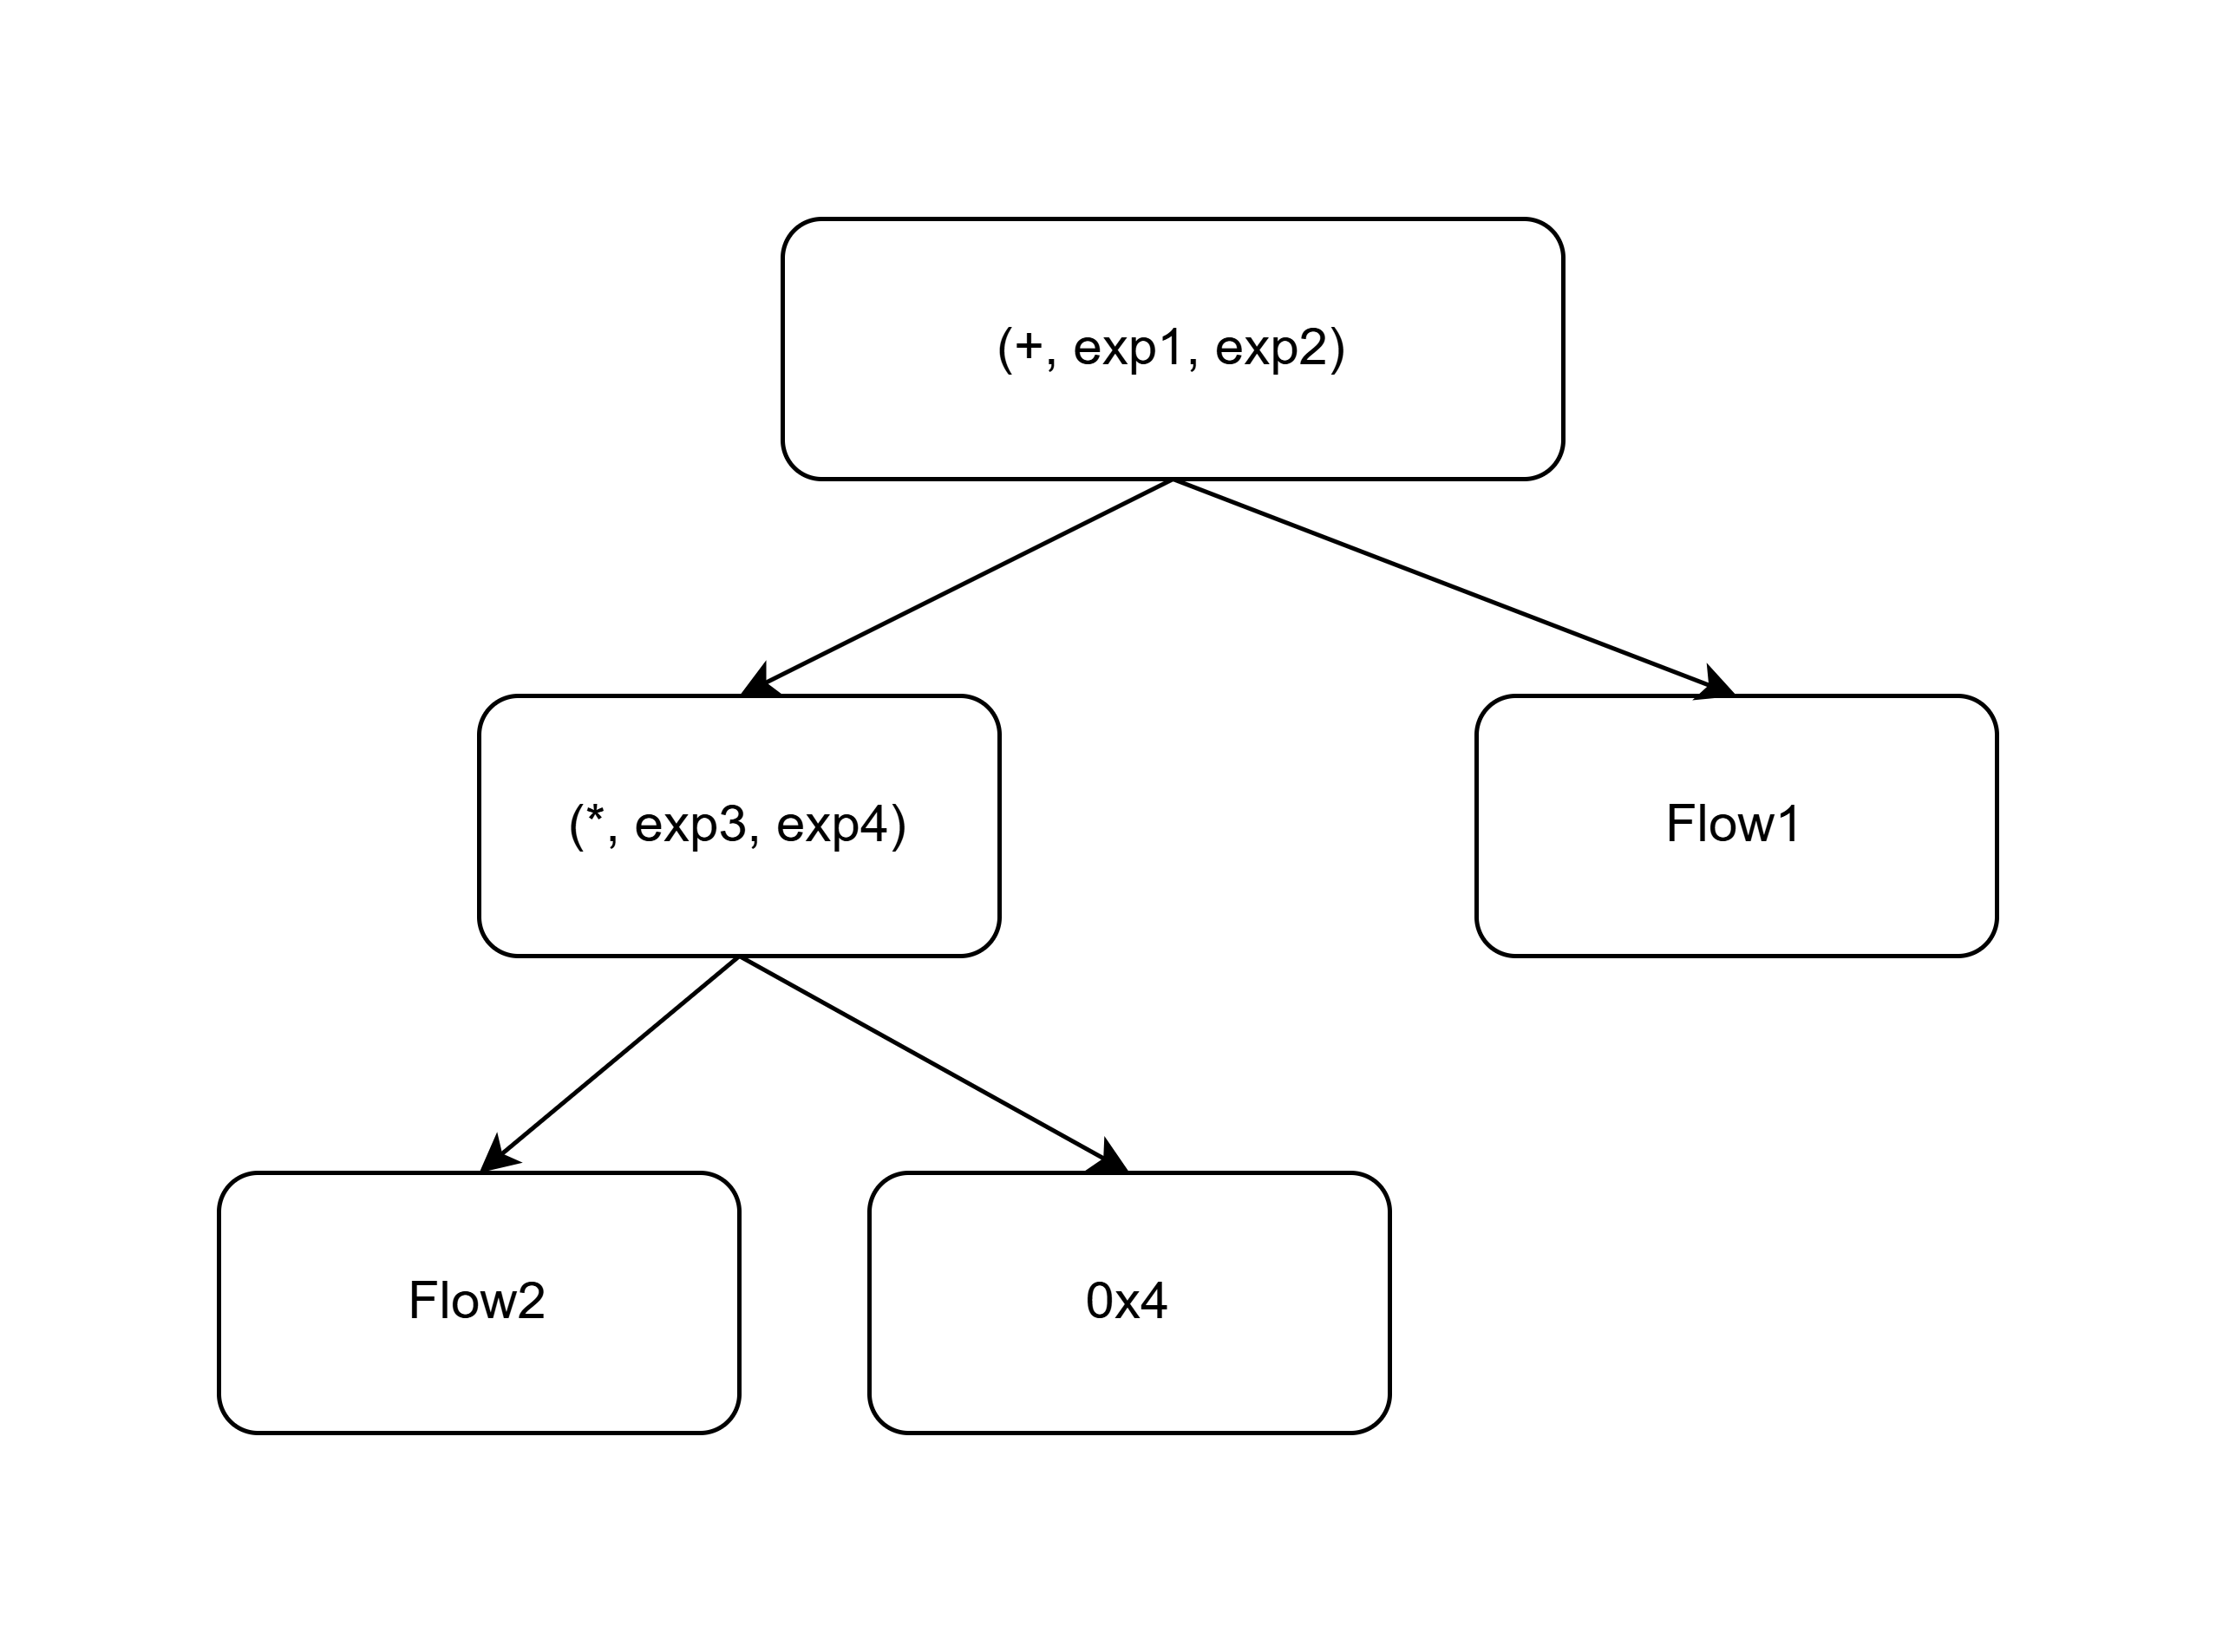 (+, exp1, exp2)
(*, exp3, exp4)
Flow1
Flow2
0x4